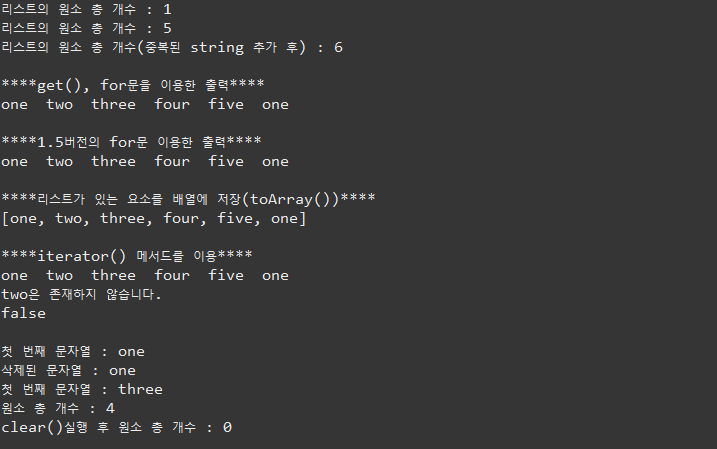 리스트의 원소 총 개수 : 1
리스트의 원소 총 개수 : 5
리스트의 원소 총 개수(중복된 string 추가 후) : 6
****get(), for문을 이용한 출력****
one two three four five one
****1.5버전의 for문 이용한 출력****
one two three four five one
****리스트가 있는 요소를 배열에 저장(toArray())****
[one, two, three, four, five, one]
****iterator() 메서드를 이용****
one two three four five one
two은 존재하지 않습니다.
false
첫 번째 문자열 : one
삭제된 문자열 : one
첫 번째 문자열 : three
원소 총 개수 : 4
clear()실행 후 원소 총 개수 : 0